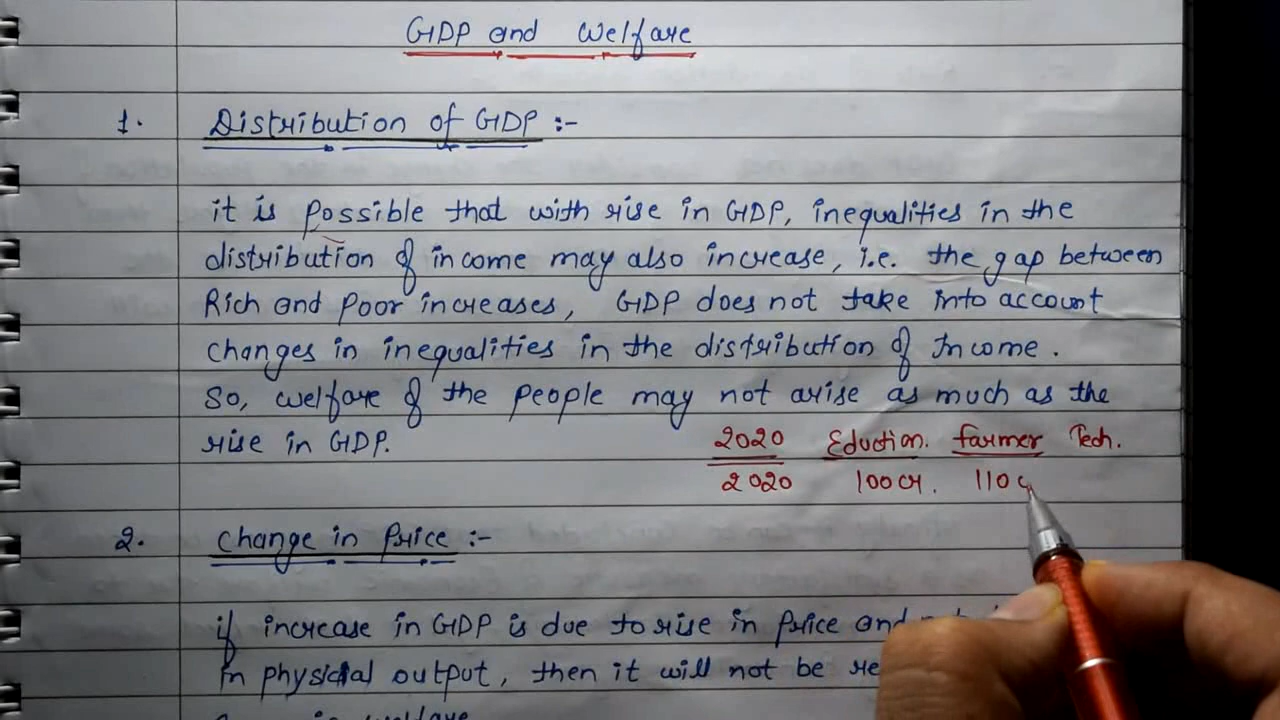 GDP and Welfare
1. Distribution of GDP :-
it is possible that with rise in GDP, inequalities in the
distribution of income may also increase, i.e. the gap between
Rich and poor increases, GDP does not take into account
changes in inequalities in the distribution of Income.
So, welfare of the people may not arise as much as the
rise in GDP.
2020 Eduction. farmer Tech.
2020 100cr. 110 c
2. Change in Price :-
if increase in GDP is due to rise in Price and
In physical output, then it will not be
welfare